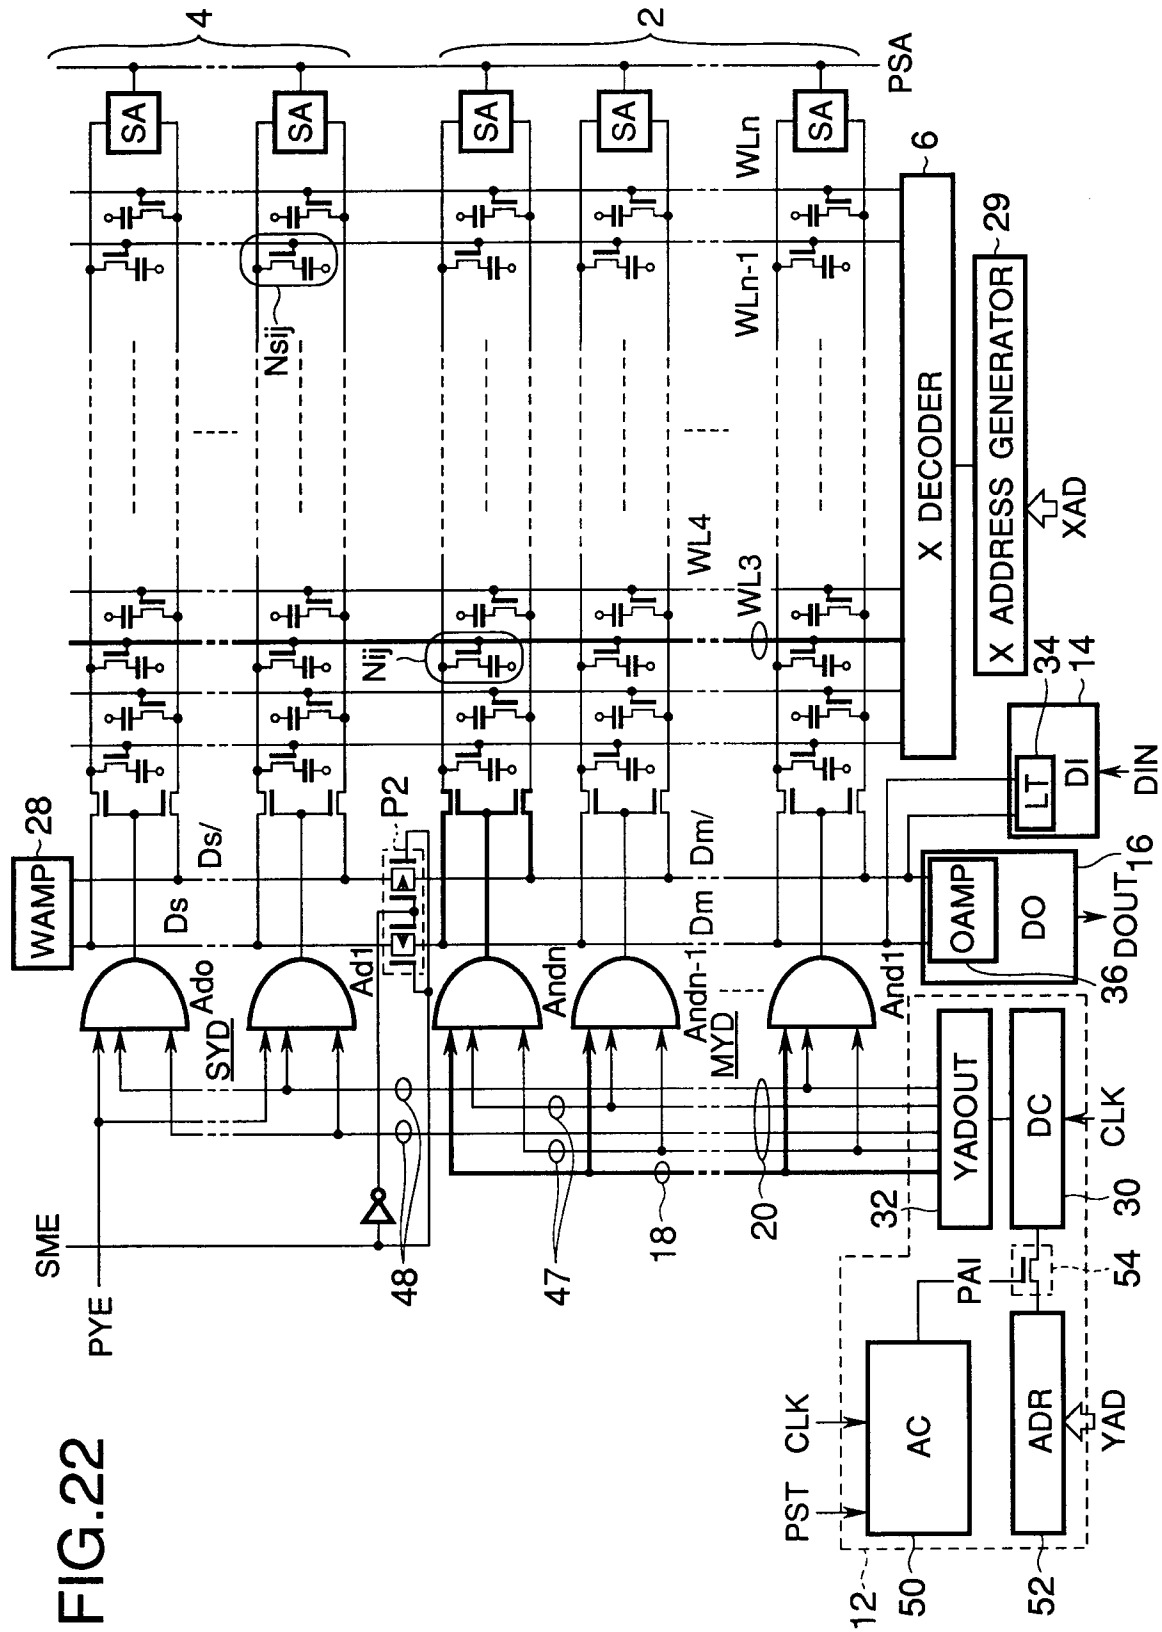 FIG.22
PYE
SME
48
47
18
20
SYD
MYD
Ado
Ad1
Andn
Andn-1
And1
WAMP
28
Ds
Ds/
P2
Dm
Dm/
Nij
Nsij
WL3
WL4
WLn-1
WLn
SA
SA
SA
SA
SA
4
2
PSA
X DECODER
6
X ADDRESS GENERATOR
29
XAD
LT
34
DI
14
DIN
OAMP
DO
16
36
DOUT
YADOUT
32
DC
30
CLK
PAI
54
PST
CLK
AC
ADR
YAD
12
50
52